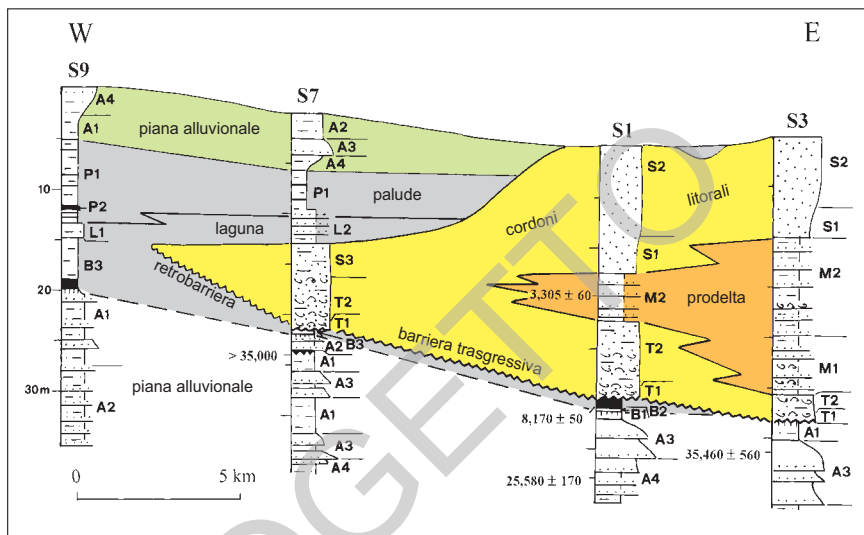 W
E
S9
S7
S1
S3
A4
A1
P1
P2
L1
B3
A1
A2
10
20
30m
piana alluvionale
A2
A3
A4
P1
L2
S3
T2
T1
B3
A2
A1
A3
A1
A3
A4
palude
laguna
retrobarriera
barriera trasgressiva
cordoni
litorali
prodelta
piana alluvionale
> 35,000
S2
S1
3,305 ± 60
M2
T2
T1
B2
B1
8,170 ± 50
A3
25,580 ± 170
A4
S2
S1
M2
M1
T2
T1
A1
35,460 ± 560
A3
0
5 km
OGETTO